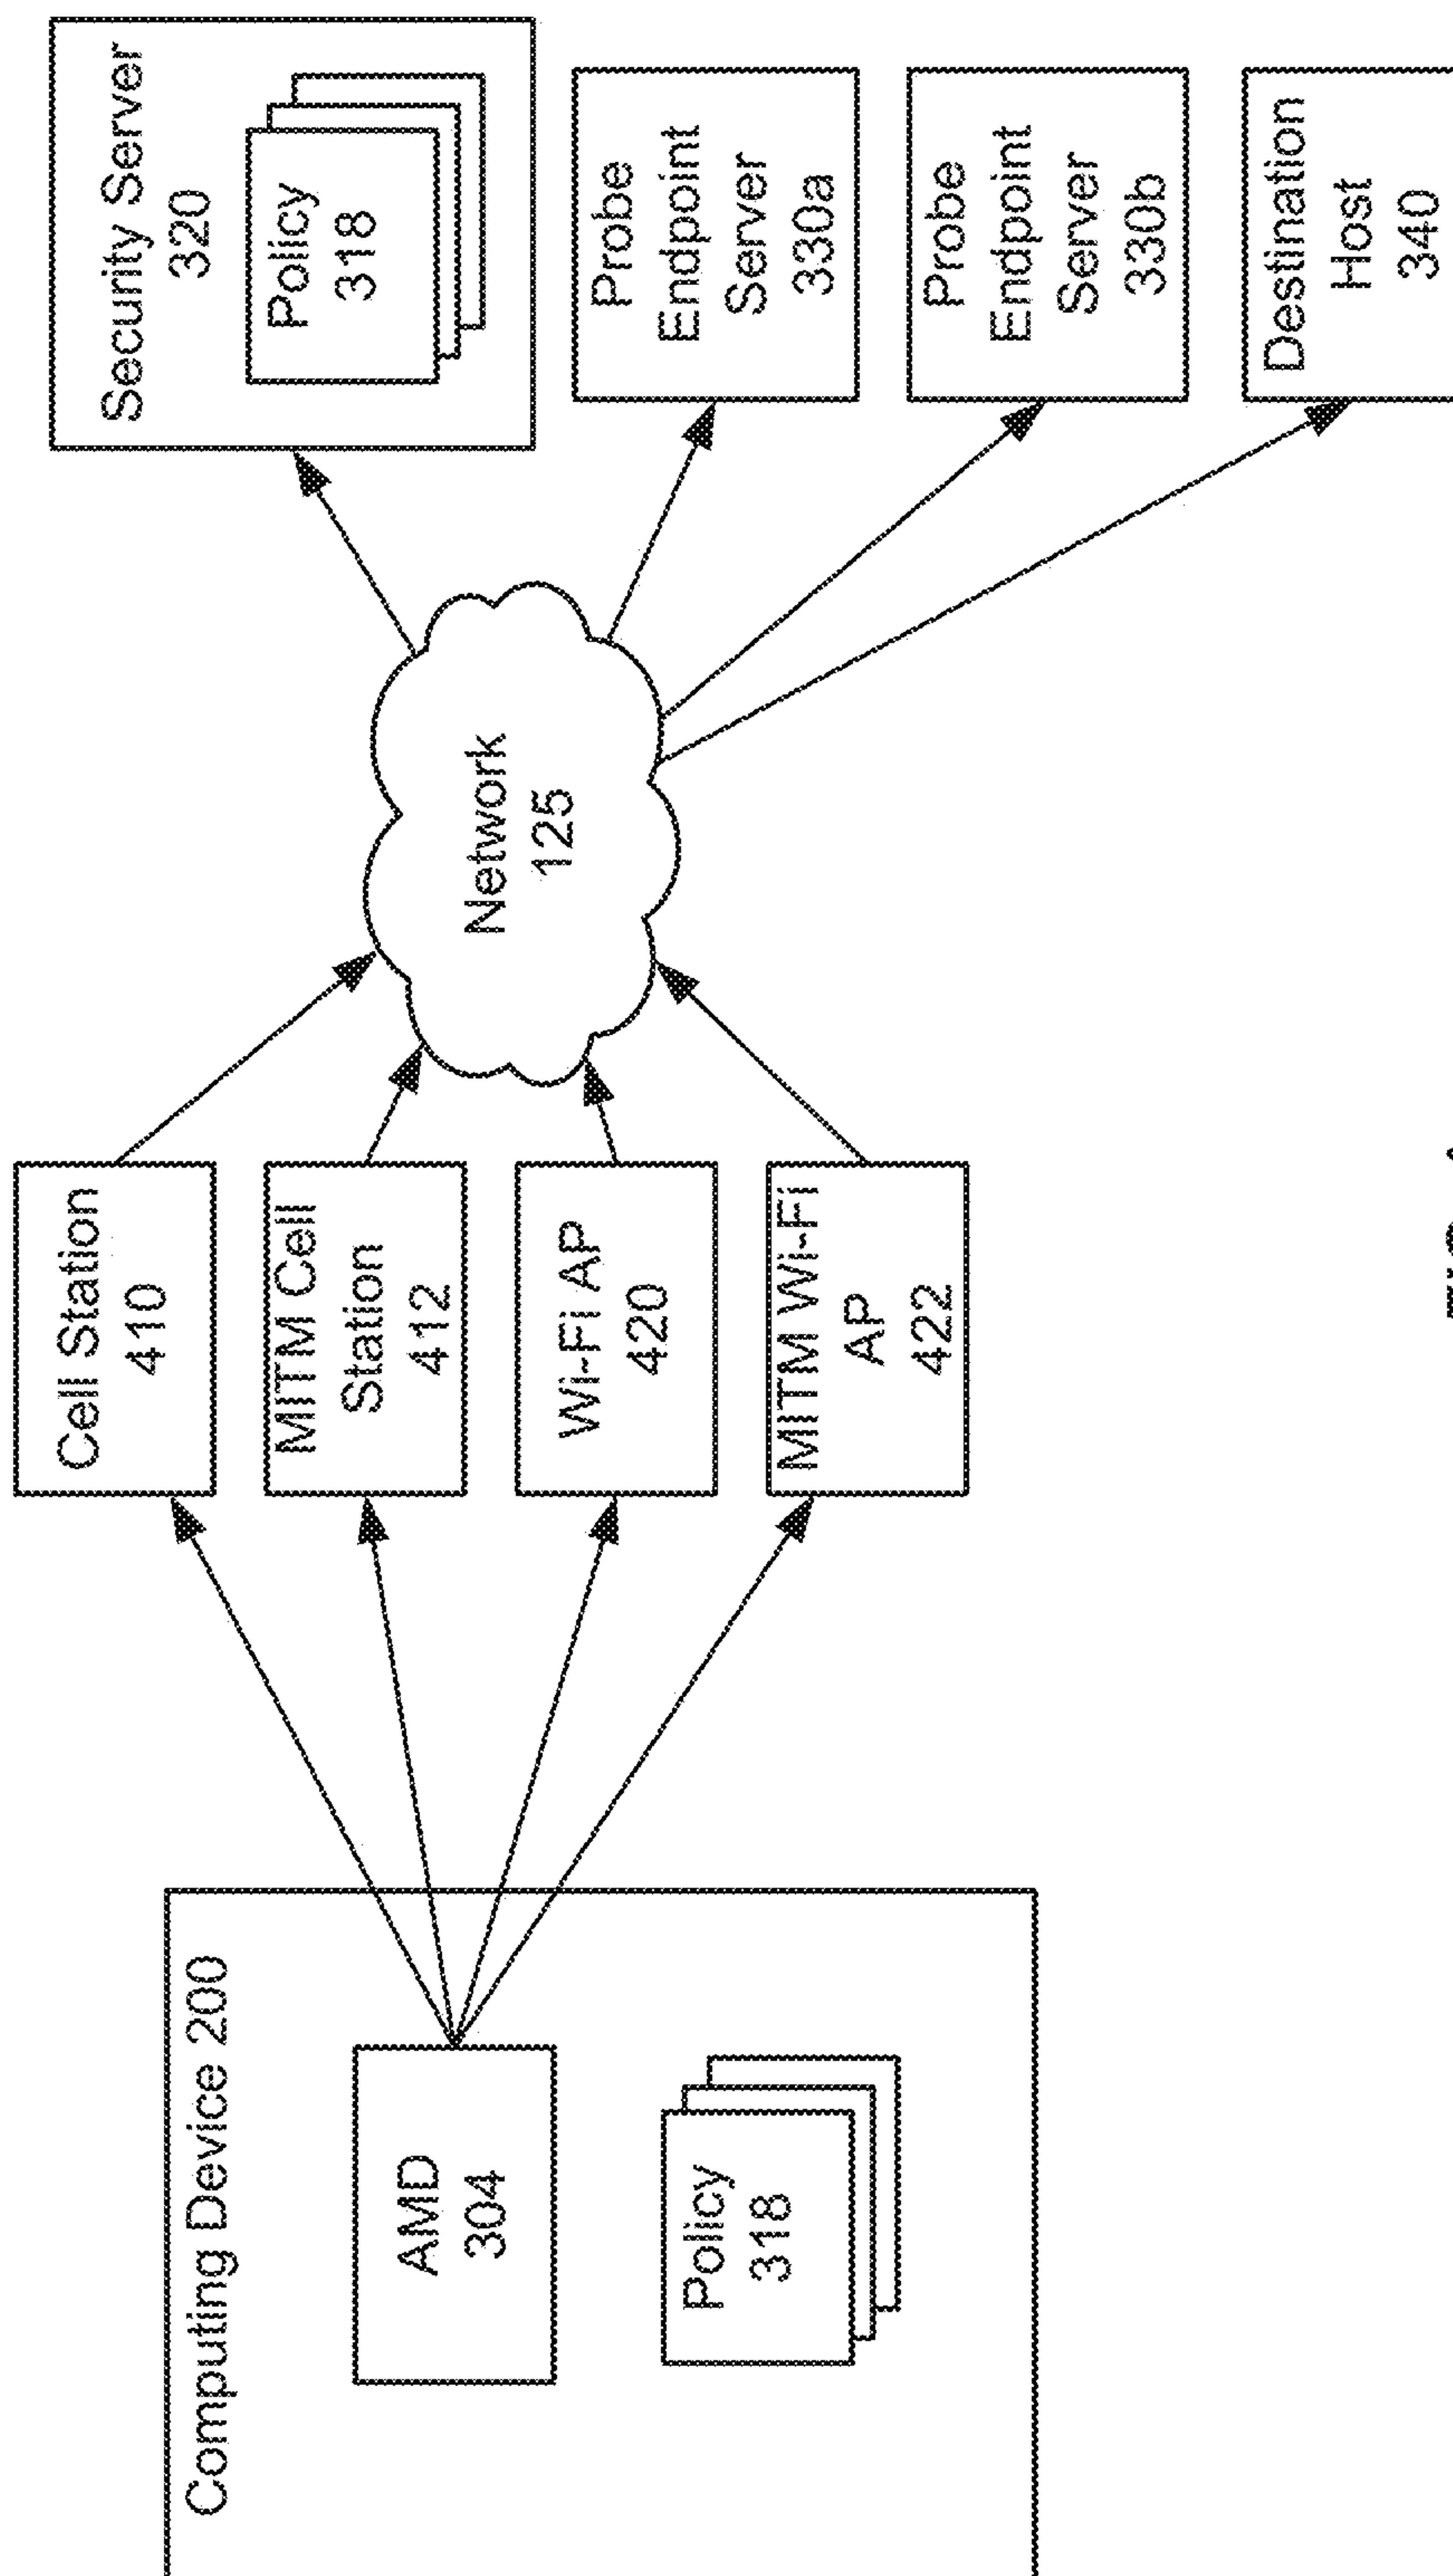 Computing Device 200
AMD
304
Policy
318
Cell Station
410
MITM Cell
Station
412
Wi-Fi AP
420
MITM Wi-Fi
AP
422
Network
125
Security Server
320
Policy
318
Probe
Endpoint
Server
330a
Probe
Endpoint
Server
330b
Destination
Host
340